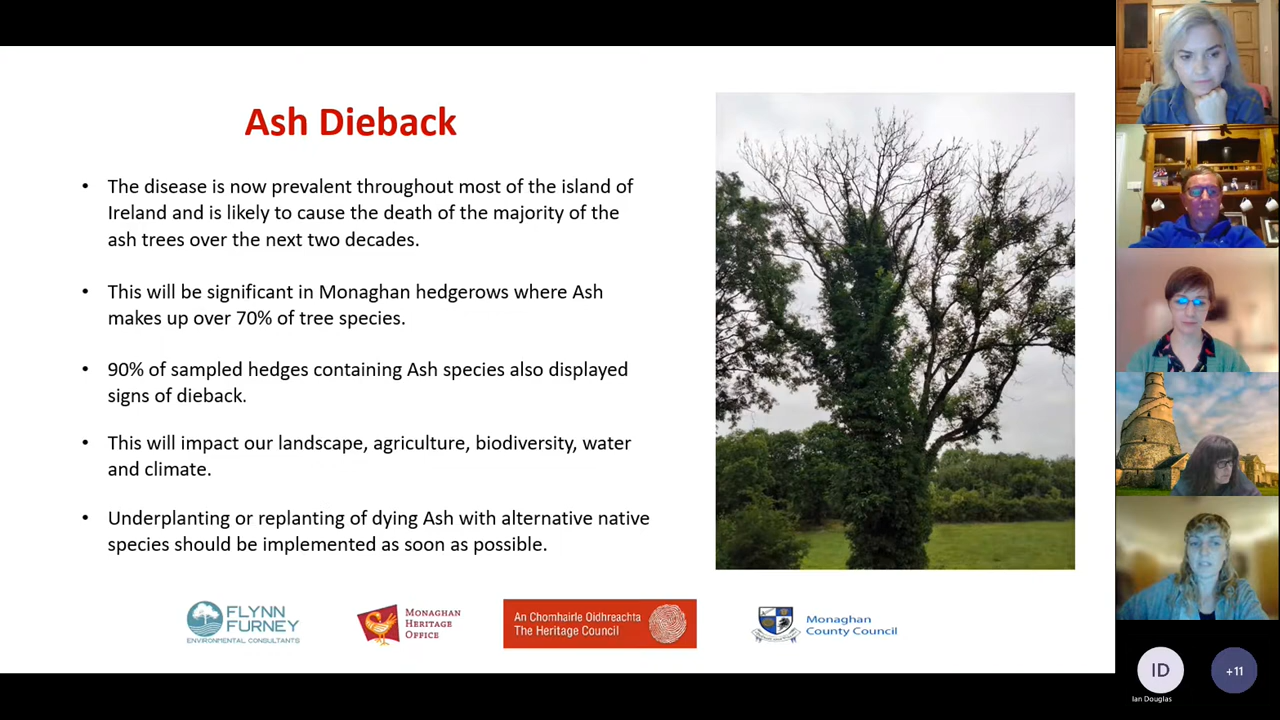 Ash Dieback
• The disease is now prevalent throughout most of the island of
Ireland and is likely to cause the death of the majority of the
ash trees over the next two decades.
• This will be significant in Monaghan hedgerows where Ash
makes up over 70% of tree species.
• 90% of sampled hedges containing Ash species also displayed
signs of dieback.
• This will impact our landscape, agriculture, biodiversity, water
and climate.
• Underplanting or replanting of dying Ash with alternative native
species should be implemented as soon as possible.
FLYNN
FURNEY
ENVIRONMENTAL CONSULTANTS
MONAGHAN
HERITAGE
OFFICE
An Chomhairle Oidhreachta
The Heritage Council
Monaghan
County Council
ID
Ian Douglas
+11